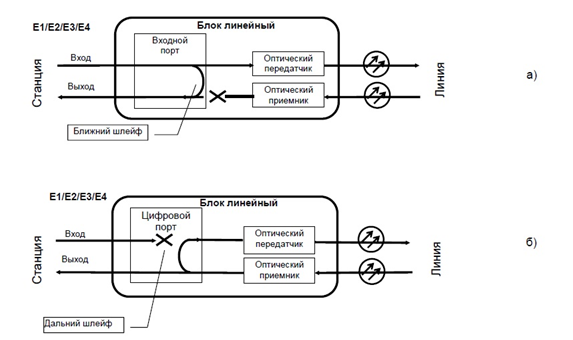 Блок линейный
E1/E2/E3/E4
Входной
порт
Вход
Оптический
передатчик
Станция
Выход
Оптический
приемник
Линия
а)
Ближний шлейф
E1/E2/E3/E4
Блок линейный
Цифровой
порт
Вход
Оптический
передатчик
Станция
Выход
Оптический
приемник
Линия
б)
Дальний шлейф